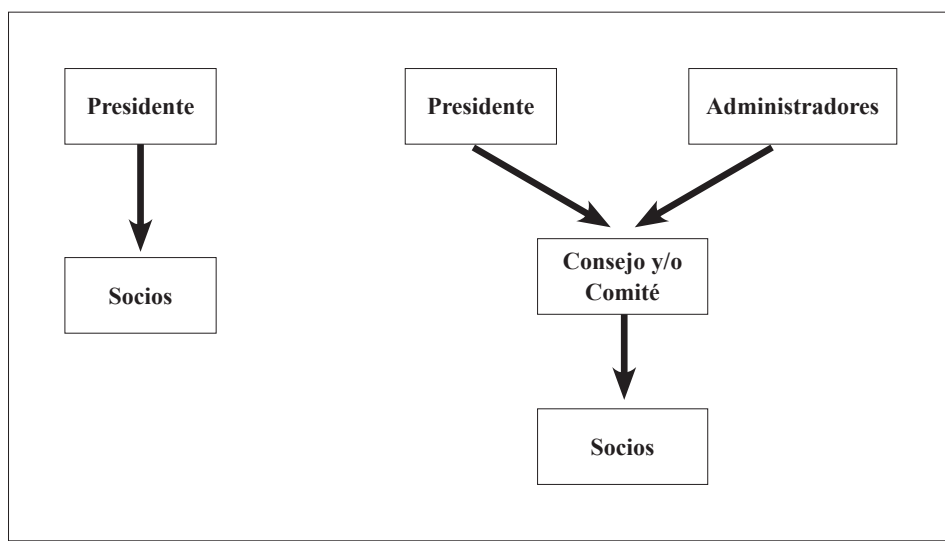 Presidente
Socios
Presidente
Administradores
Consejo y/o
Comité
Socios